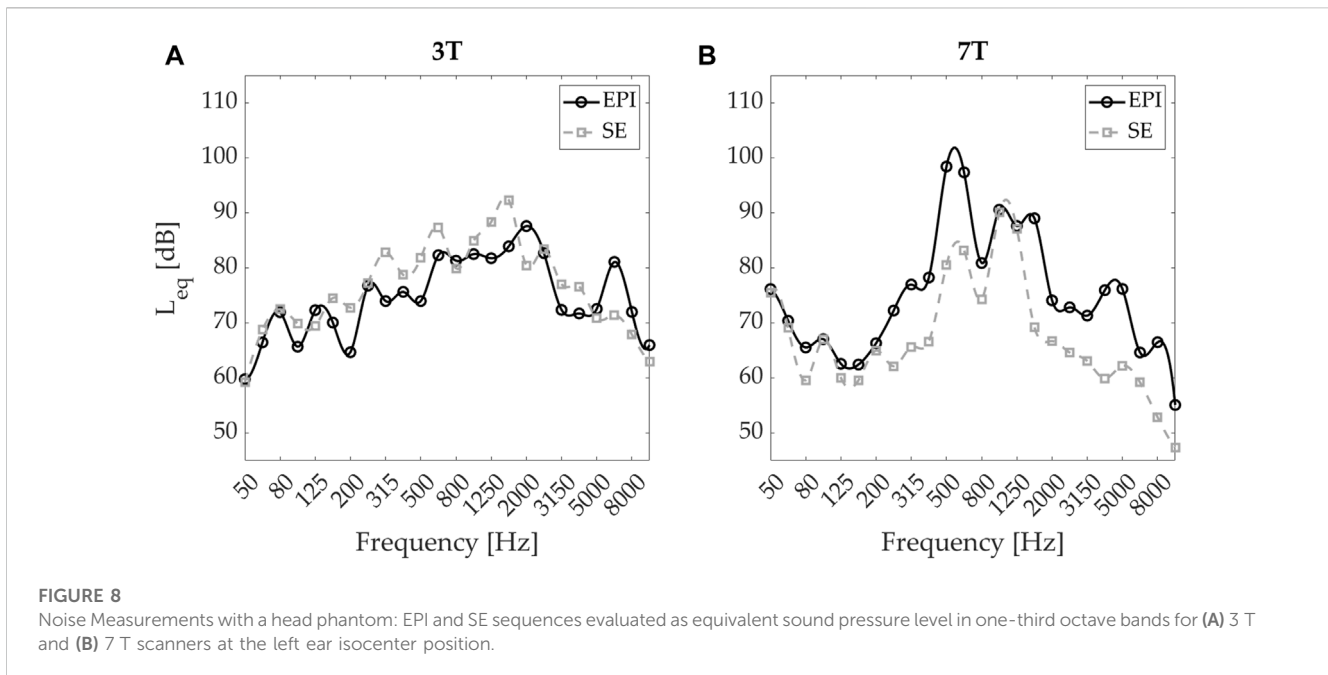 A
3T
110
100
90
80
70
60
50
L_eq [dB]
EPI
SE
50
80
125
200
315
500
800
1250
2000
3150
5000
8000
Frequency [Hz]
B
7T
110
100
90
80
70
60
50
EPI
SE
50
80
125
200
315
500
800
1250
2000
3150
5000
8000
Frequency [Hz]
FIGURE 8
Noise Measurements with a head phantom: EPI and SE sequences evaluated as equivalent sound pressure level in one-third octave bands for (A) 3 T
and (B) 7 T scanners at the left ear isocenter position.